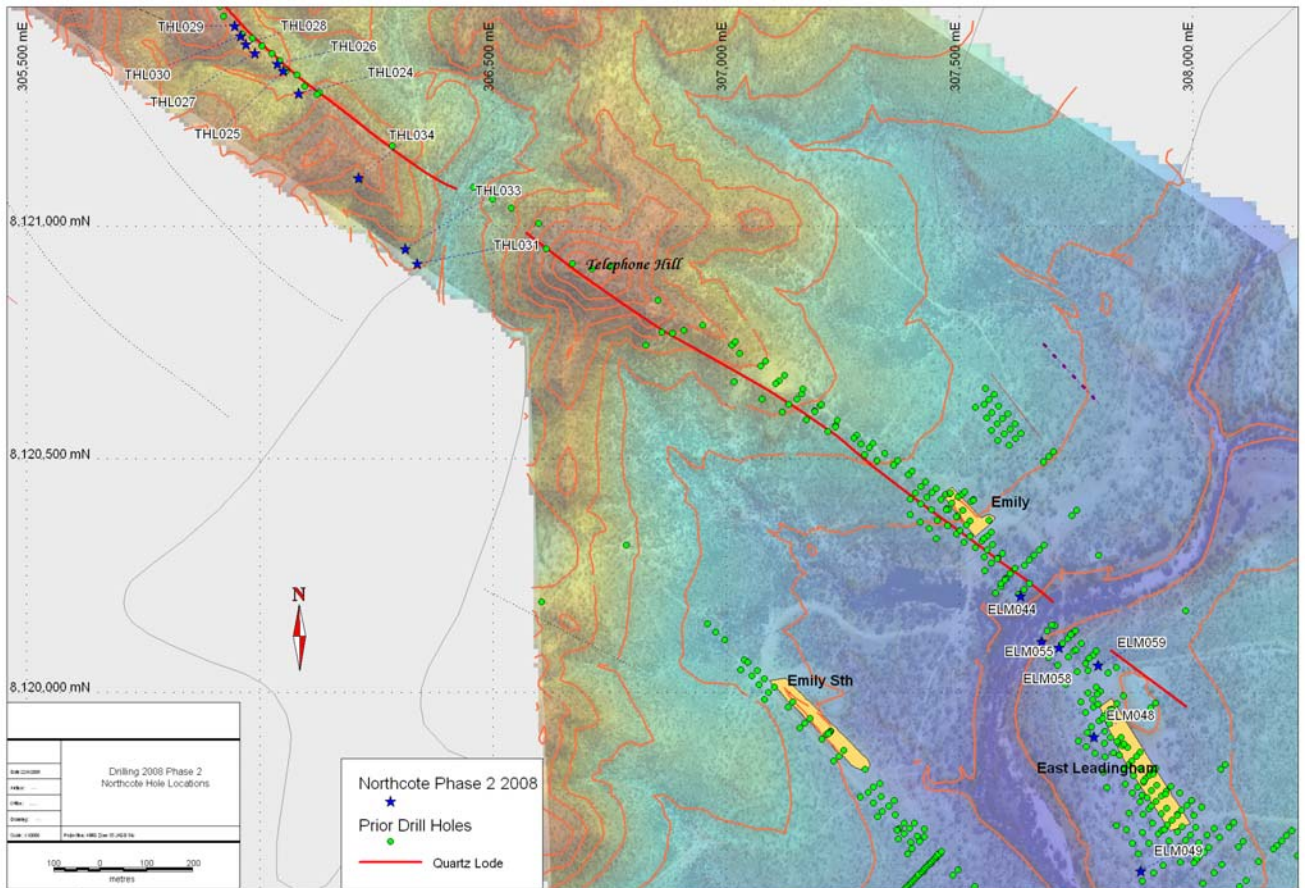 305,500 mE
306,500 mE
307,000 mE
307,500 mE
308,000 mE
THL029
THL028
THL026
THL030
THL024
THL027
THL025
THL034
THL033
8,121,000 mN
THL031
Telephone Hill
8,120,500 mN
Emily
N
ELM044
ELM055
ELM059
ELM058
8,120,000 mN
Emily Sth
ELM048
East Leadingham
ELM049
Drilling 2008 Phase 2
Northcote Hole Locations
100 0 100 200
metres
Northcote Phase 2 2008
Prior Drill Holes
Quartz Lode